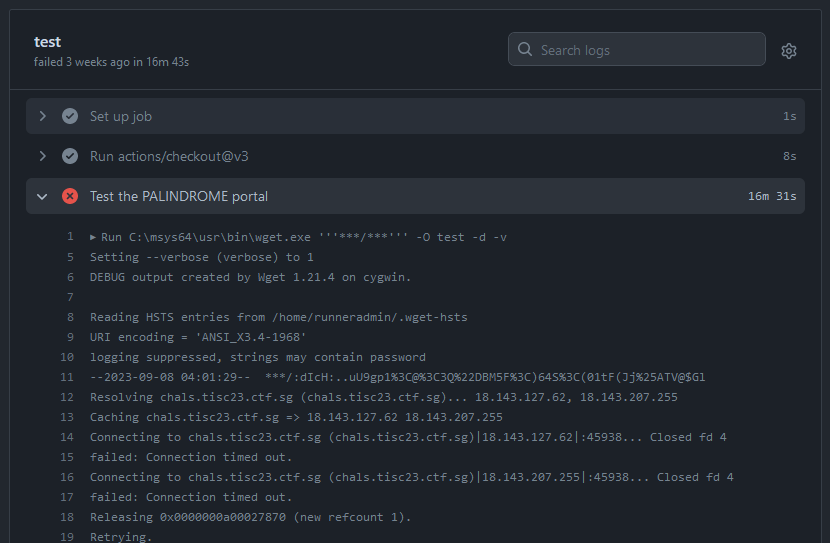 test
failed 3 weeks ago in 16m 43s
Search logs
Set up job 1s
Run actions/checkout@v3 8s
Test the PALINDROME portal 16m 31s
1 ▶ Run C:\msys64\usr\bin\wget.exe '''***/***''' -O test -d -v
5 Setting --verbose (verbose) to 1
6 DEBUG output created by Wget 1.21.4 on cygwin.
7
8 Reading HSTS entries from /home/runneradmin/.wget-hsts
9 URI encoding = 'ANSI_X3.4-1968'
10 logging suppressed, strings may contain password
11 --2023-09-08 04:01:29--  ***/:dIcH:..uU9gp1%3C@%3C3Q%22DBM5F%3C)64S%3C(01tF(Jj%25ATV@$Gl
12 Resolving chals.tisc23.ctf.sg (chals.tisc23.ctf.sg)... 18.143.127.62, 18.143.207.255
13 Caching chals.tisc23.ctf.sg => 18.143.127.62 18.143.207.255
14 Connecting to chals.tisc23.ctf.sg (chals.tisc23.ctf.sg)|18.143.127.62|:45938... Closed fd 4
15 failed: Connection timed out.
16 Connecting to chals.tisc23.ctf.sg (chals.tisc23.ctf.sg)|18.143.207.255|:45938... Closed fd 4
17 failed: Connection timed out.
18 Releasing 0x0000000a00027870 (new refcount 1).
19 Retrying.